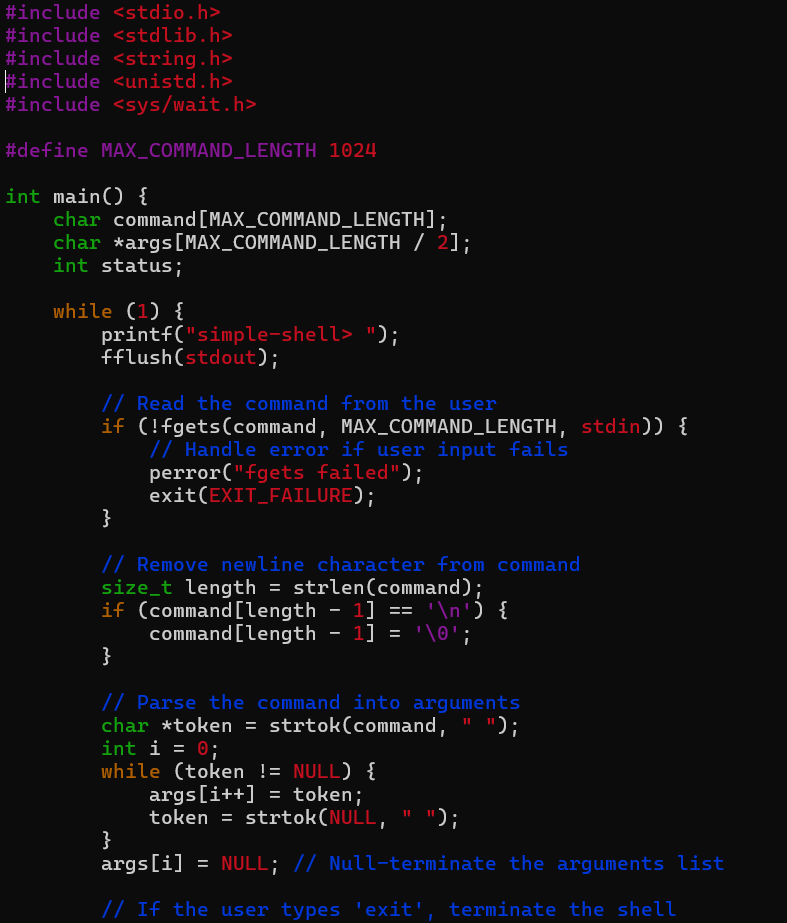 #include <stdio.h>
#include <stdlib.h>
#include <string.h>
#include <unistd.h>
#include <sys/wait.h>

#define MAX_COMMAND_LENGTH 1024

int main() {
    char command[MAX_COMMAND_LENGTH];
    char *args[MAX_COMMAND_LENGTH / 2];
    int status;

    while (1) {
        printf("simple-shell> ");
        fflush(stdout);

        // Read the command from the user
        if (!fgets(command, MAX_COMMAND_LENGTH, stdin)) {
            // Handle error if user input fails
            perror("fgets failed");
            exit(EXIT_FAILURE);
        }

        // Remove newline character from command
        size_t length = strlen(command);
        if (command[length - 1] == '\n') {
            command[length - 1] = '\0';
        }

        // Parse the command into arguments
        char *token = strtok(command, " ");
        int i = 0;
        while (token != NULL) {
            args[i++] = token;
            token = strtok(NULL, " ");
        }
        args[i] = NULL; // Null-terminate the arguments list

        // If the user types 'exit', terminate the shell